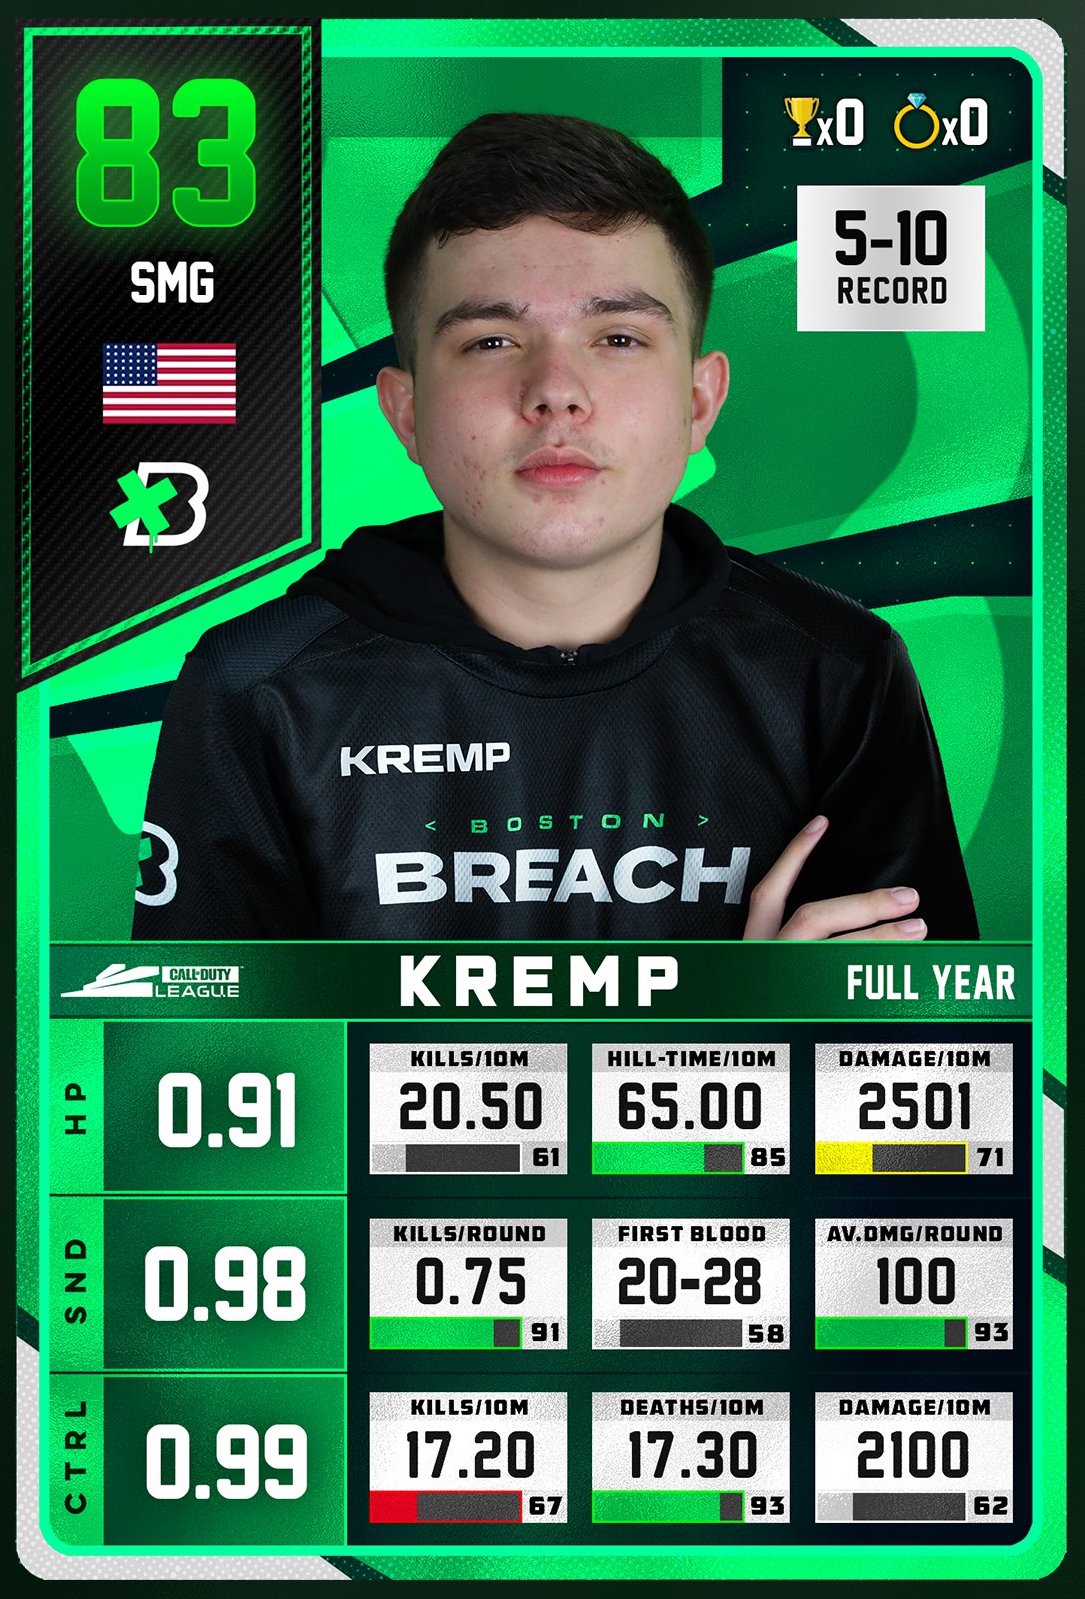 83
SMG
x0 x0
5-10
RECORD
KREMP
< BOSTON >
BREACH
B
CALL OF DUTY
LEAGUE
KREMP
FULL YEAR
HP
0.91
KILLS/10M
20.50
61
HILL-TIME/10M
65.00
85
DAMAGE/10M
2501
71
SND
0.98
KILLS/ROUND
0.75
91
FIRST BLOOD
20-28
58
AV.DMG/ROUND
100
93
CTRL
0.99
KILLS/10M
17.20
67
DEATHS/10M
17.30
93
DAMAGE/10M
2100
62